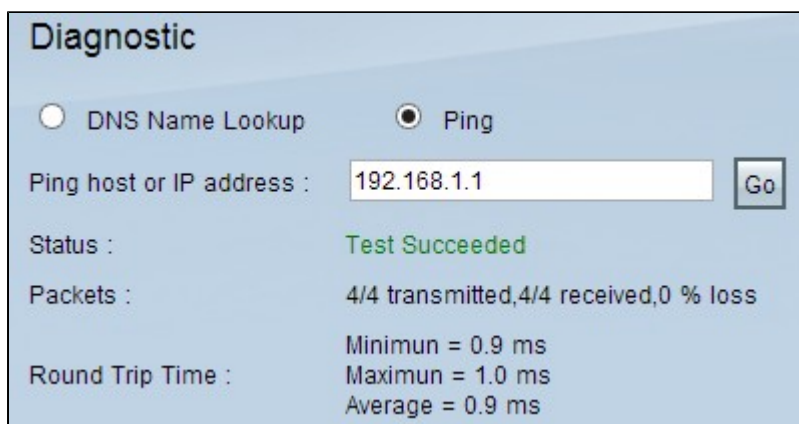 Diagnostic
DNS Name Lookup Ping
Ping host or IP address : 192.168.1.1 Go
Status : Test Succeeded
Packets : 4/4 transmitted,4/4 received,0 % loss
Round Trip Time : Minimun = 0.9 ms
Maximun = 1.0 ms
Average = 0.9 ms